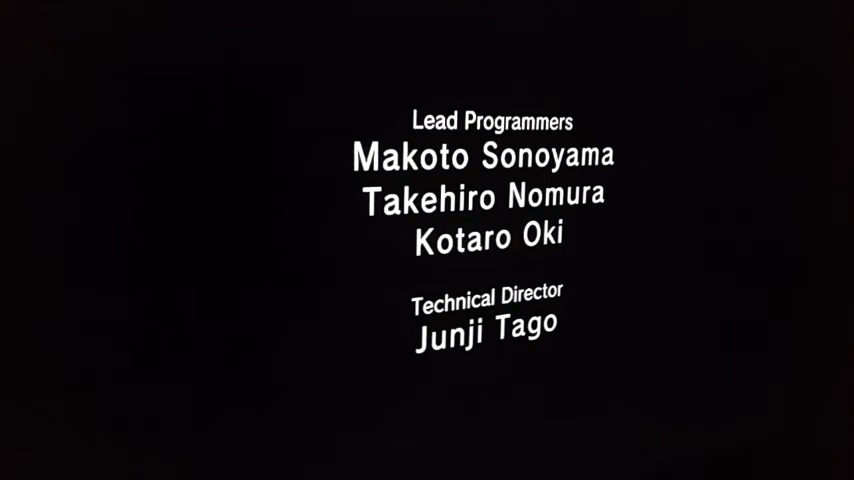 Lead Programmers
Makoto Sonoyama
Takehiro Nomura
Kotaro Oki
Technical Director
Junji Tago